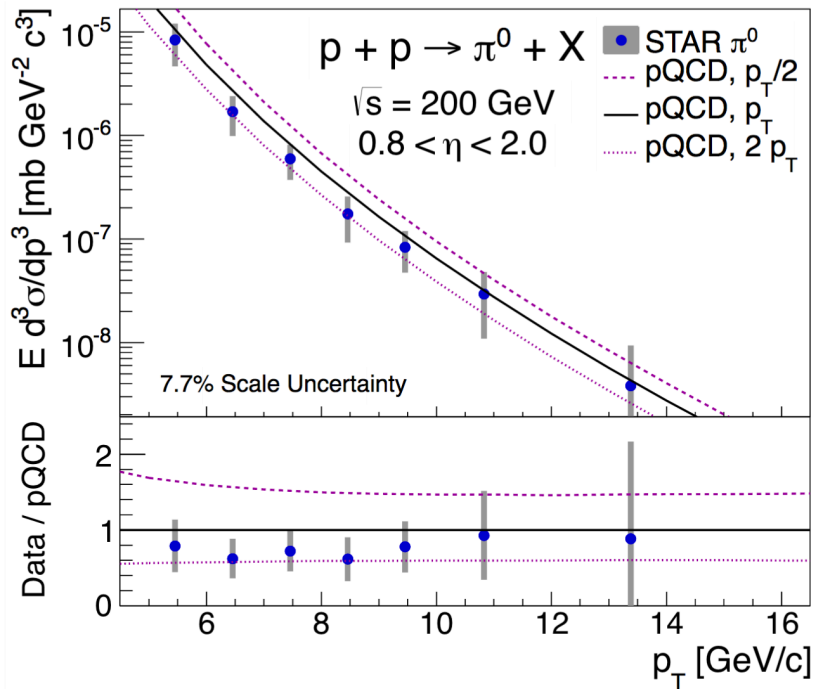 E d³σ/dp³ [mb GeV⁻² c³]
10⁻⁵
10⁻⁶
10⁻⁷
10⁻⁸
p + p → π⁰ + X
√s = 200 GeV
0.8 < η < 2.0
STAR π⁰
pQCD, p_T/2
pQCD, p_T
pQCD, 2 p_T
7.7% Scale Uncertainty
Data / pQCD
2
1
0
6 8 10 12 14 16
p_T [GeV/c]